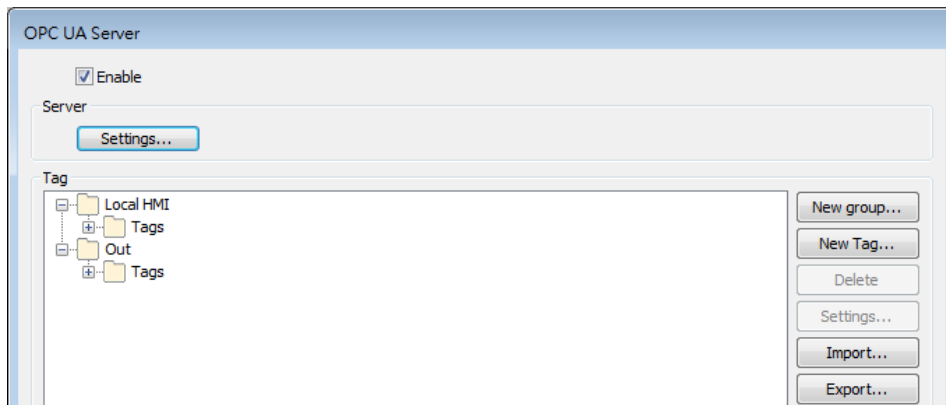 OPC UA Server
Enable
Server
Settings...
Tag
Local HMI
Tags
Out
Tags
New group...
New Tag...
Delete
Settings...
Import...
Export...